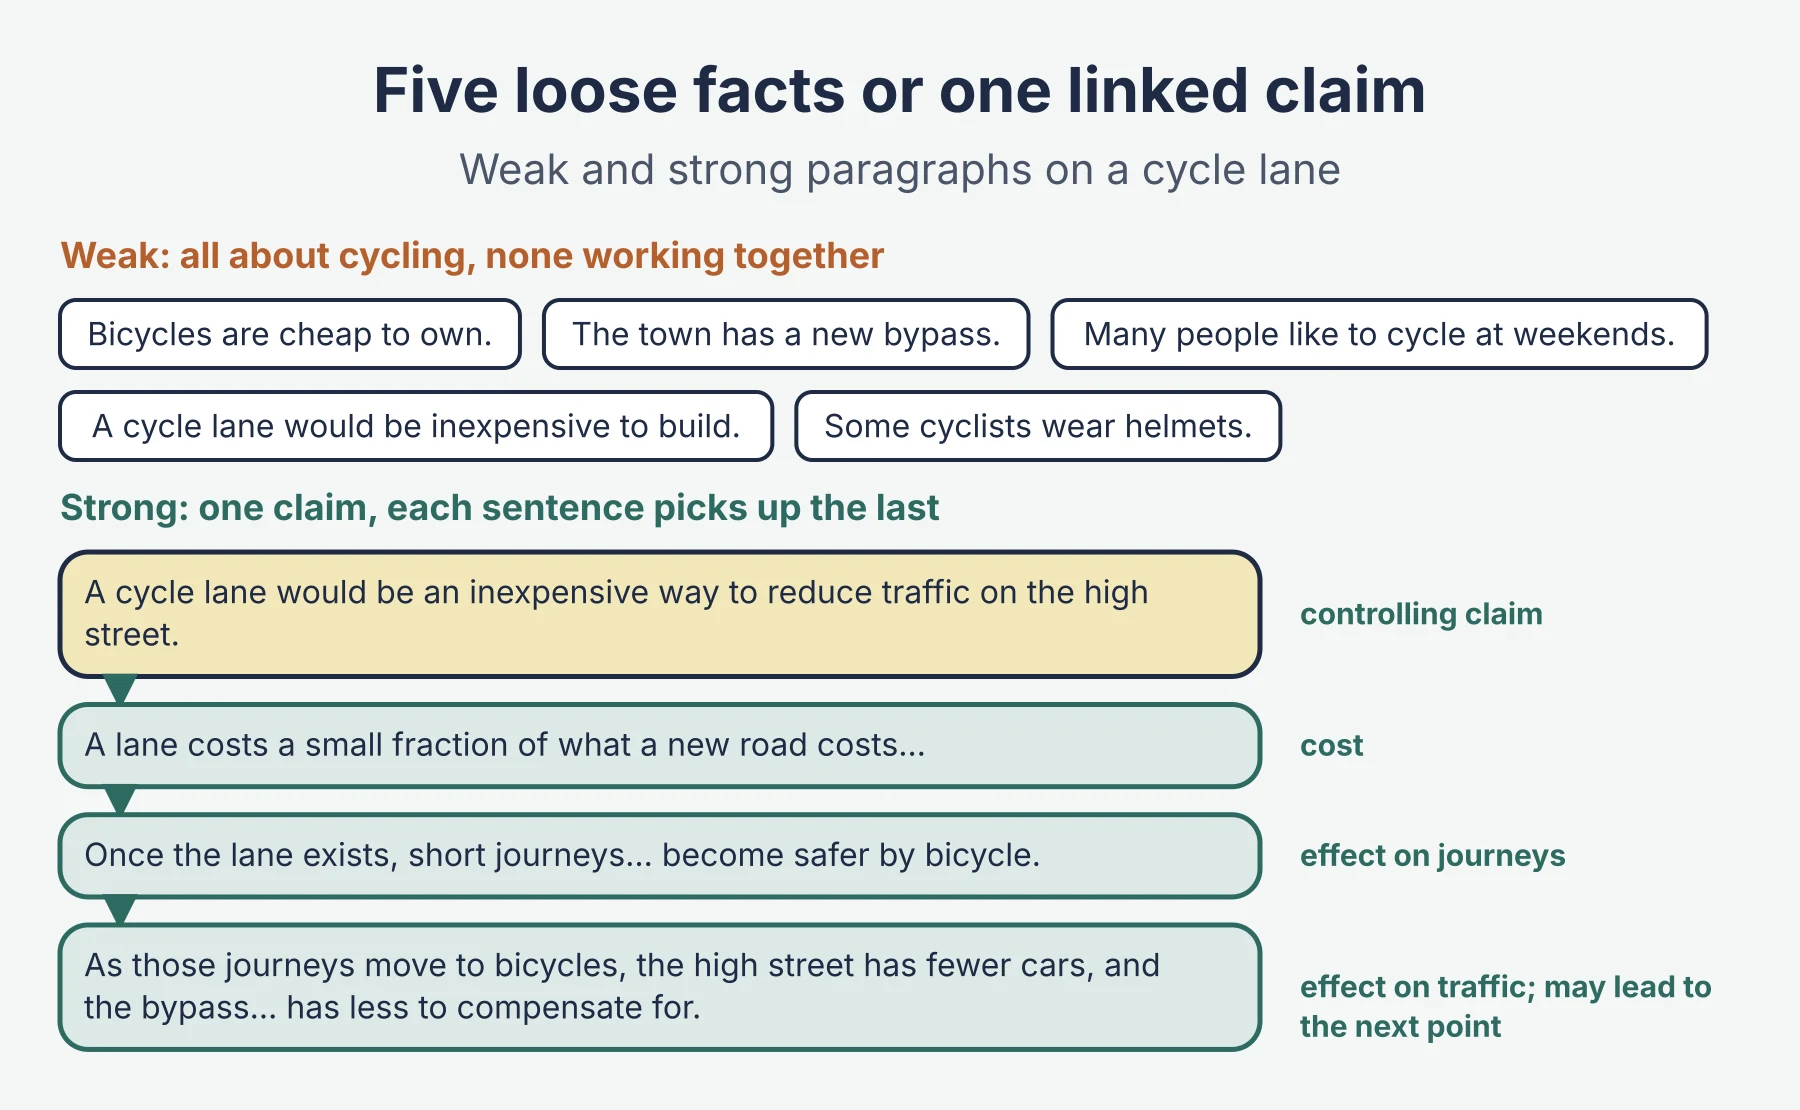 Five loose facts or one linked claim
Weak and strong paragraphs on a cycle lane
Weak: all about cycling, none working together
Bicycles are cheap to own.
The town has a new bypass.
Many people like to cycle at weekends.
A cycle lane would be inexpensive to build.
Some cyclists wear helmets.
Strong: one claim, each sentence picks up the last
A cycle lane would be an inexpensive way to reduce traffic on the high
street.
controlling claim
A lane costs a small fraction of what a new road costs...
cost
Once the lane exists, short journeys... become safer by bicycle.
effect on journeys
As those journeys move to bicycles, the high street has fewer cars, and
the bypass... has less to compensate for.
effect on traffic; may lead to
the next point